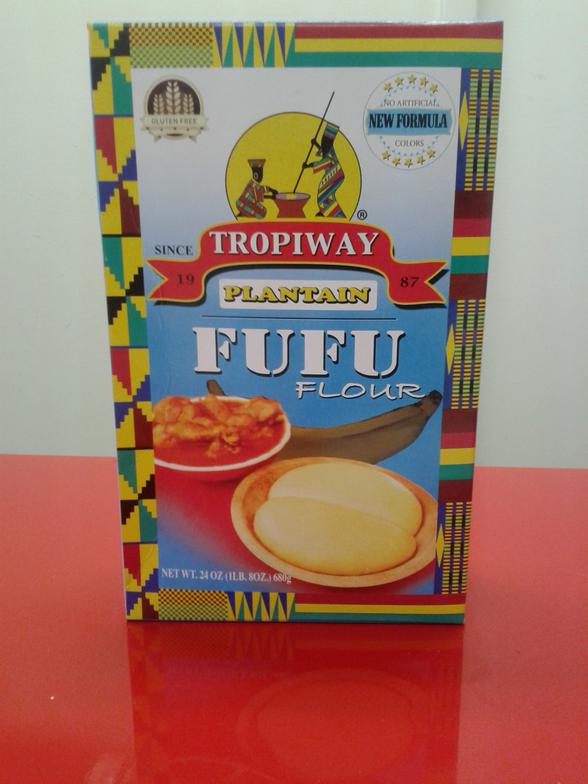 GLUTEN FREE
NO ARTIFICIAL
NEW FORMULA
COLORS
®
SINCE
TROPIWAY
19 87
PLANTAIN
FUFU
FLOUR
NET WT. 24 OZ (1LB. 8OZ.) 680g